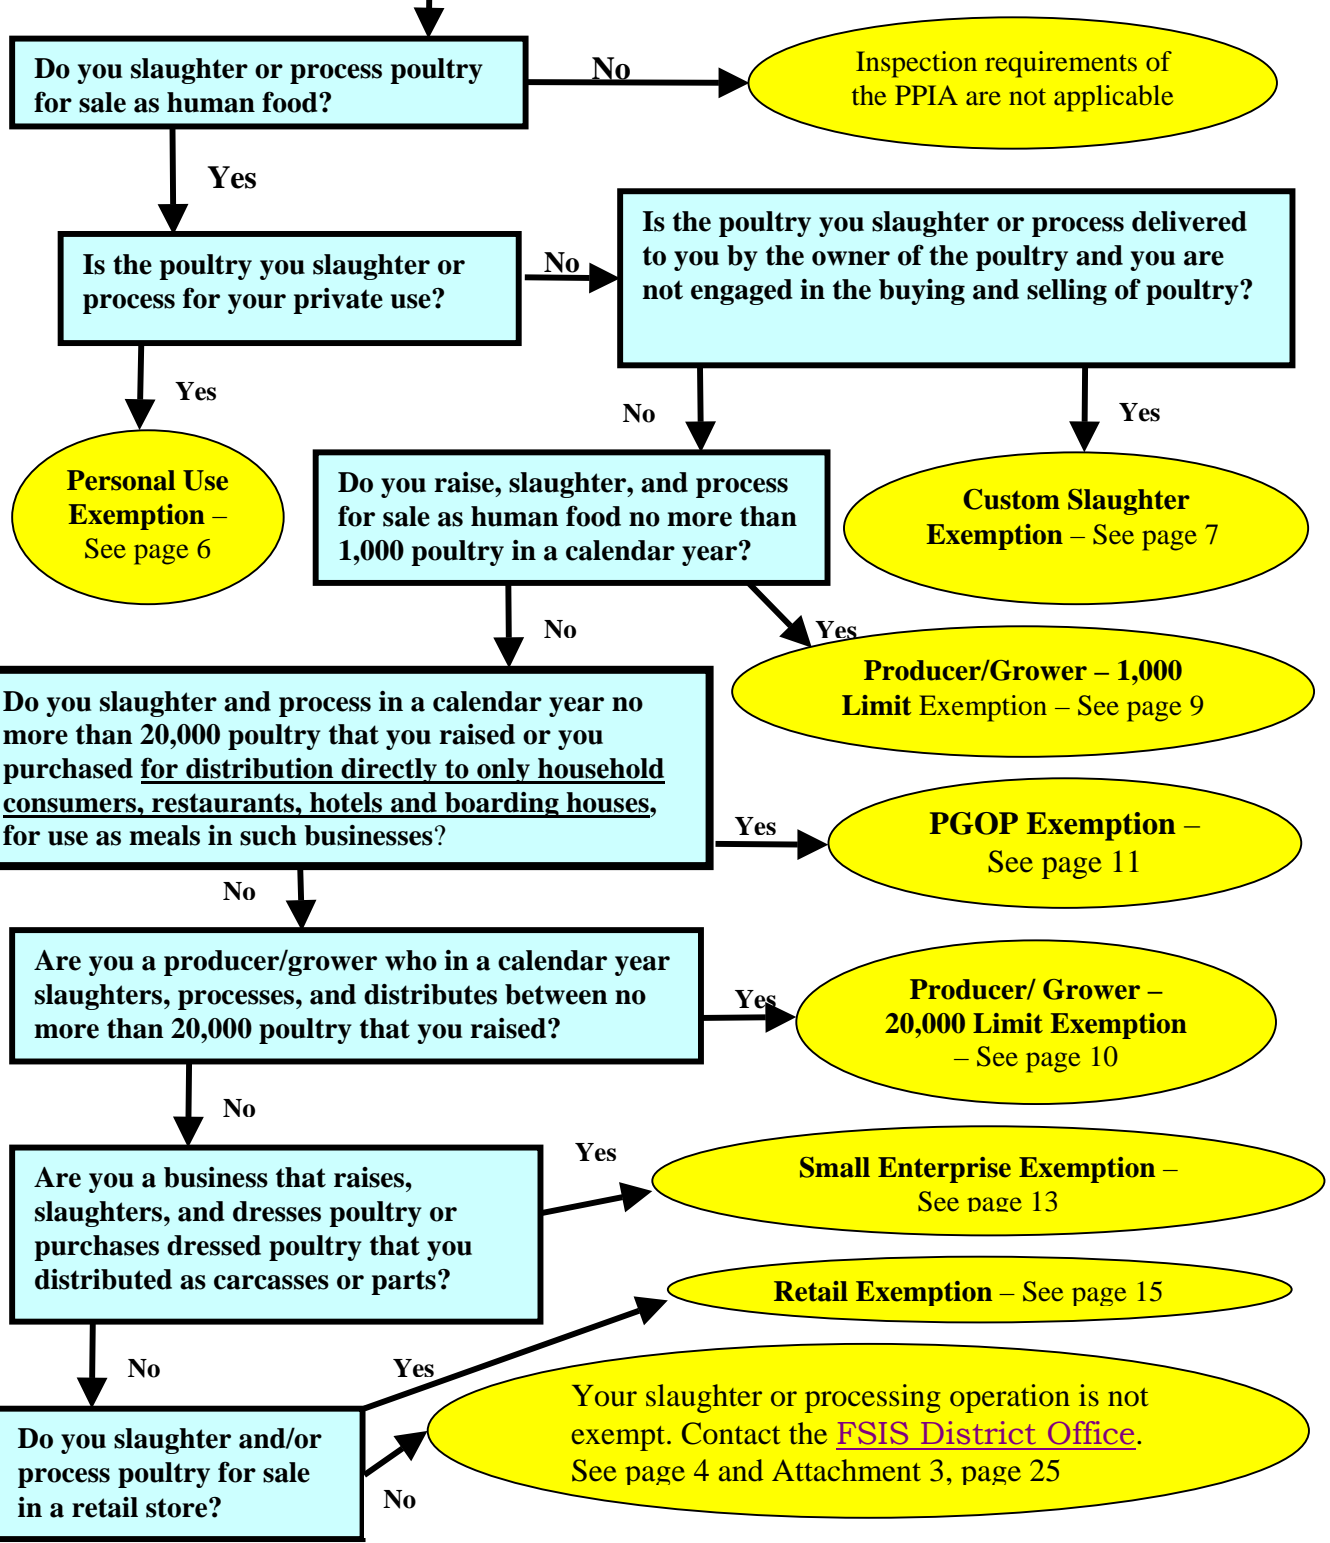 Do you slaughter or process poultry
for sale as human food?
No
Inspection requirements of
the PPIA are not applicable
Yes
Is the poultry you slaughter or
process for your private use?
No
Is the poultry you slaughter or process delivered
to you by the owner of the poultry and you are
not engaged in the buying and selling of poultry?
Yes
No
Yes
Personal Use
Exemption –
See page 6
Do you raise, slaughter, and process
for sale as human food no more than
1,000 poultry in a calendar year?
Custom Slaughter
Exemption – See page 7
No
Yes
Producer/Grower – 1,000
Limit Exemption – See page 9
Do you slaughter and process in a calendar year no
more than 20,000 poultry that you raised or you
purchased for distribution directly to only household
consumers, restaurants, hotels and boarding houses,
for use as meals in such businesses?
Yes
PGOP Exemption –
See page 11
No
Are you a producer/grower who in a calendar year
slaughters, processes, and distributes between no
more than 20,000 poultry that you raised?
Yes
Producer/ Grower –
20,000 Limit Exemption
– See page 10
No
Are you a business that raises,
slaughters, and dresses poultry or
purchases dressed poultry that you
distributed as carcasses or parts?
Yes
Small Enterprise Exemption –
See page 13
Retail Exemption – See page 15
No
Yes
Do you slaughter and/or
process poultry for sale
in a retail store?
No
Your slaughter or processing operation is not
exempt. Contact the FSIS District Office.
See page 4 and Attachment 3, page 25